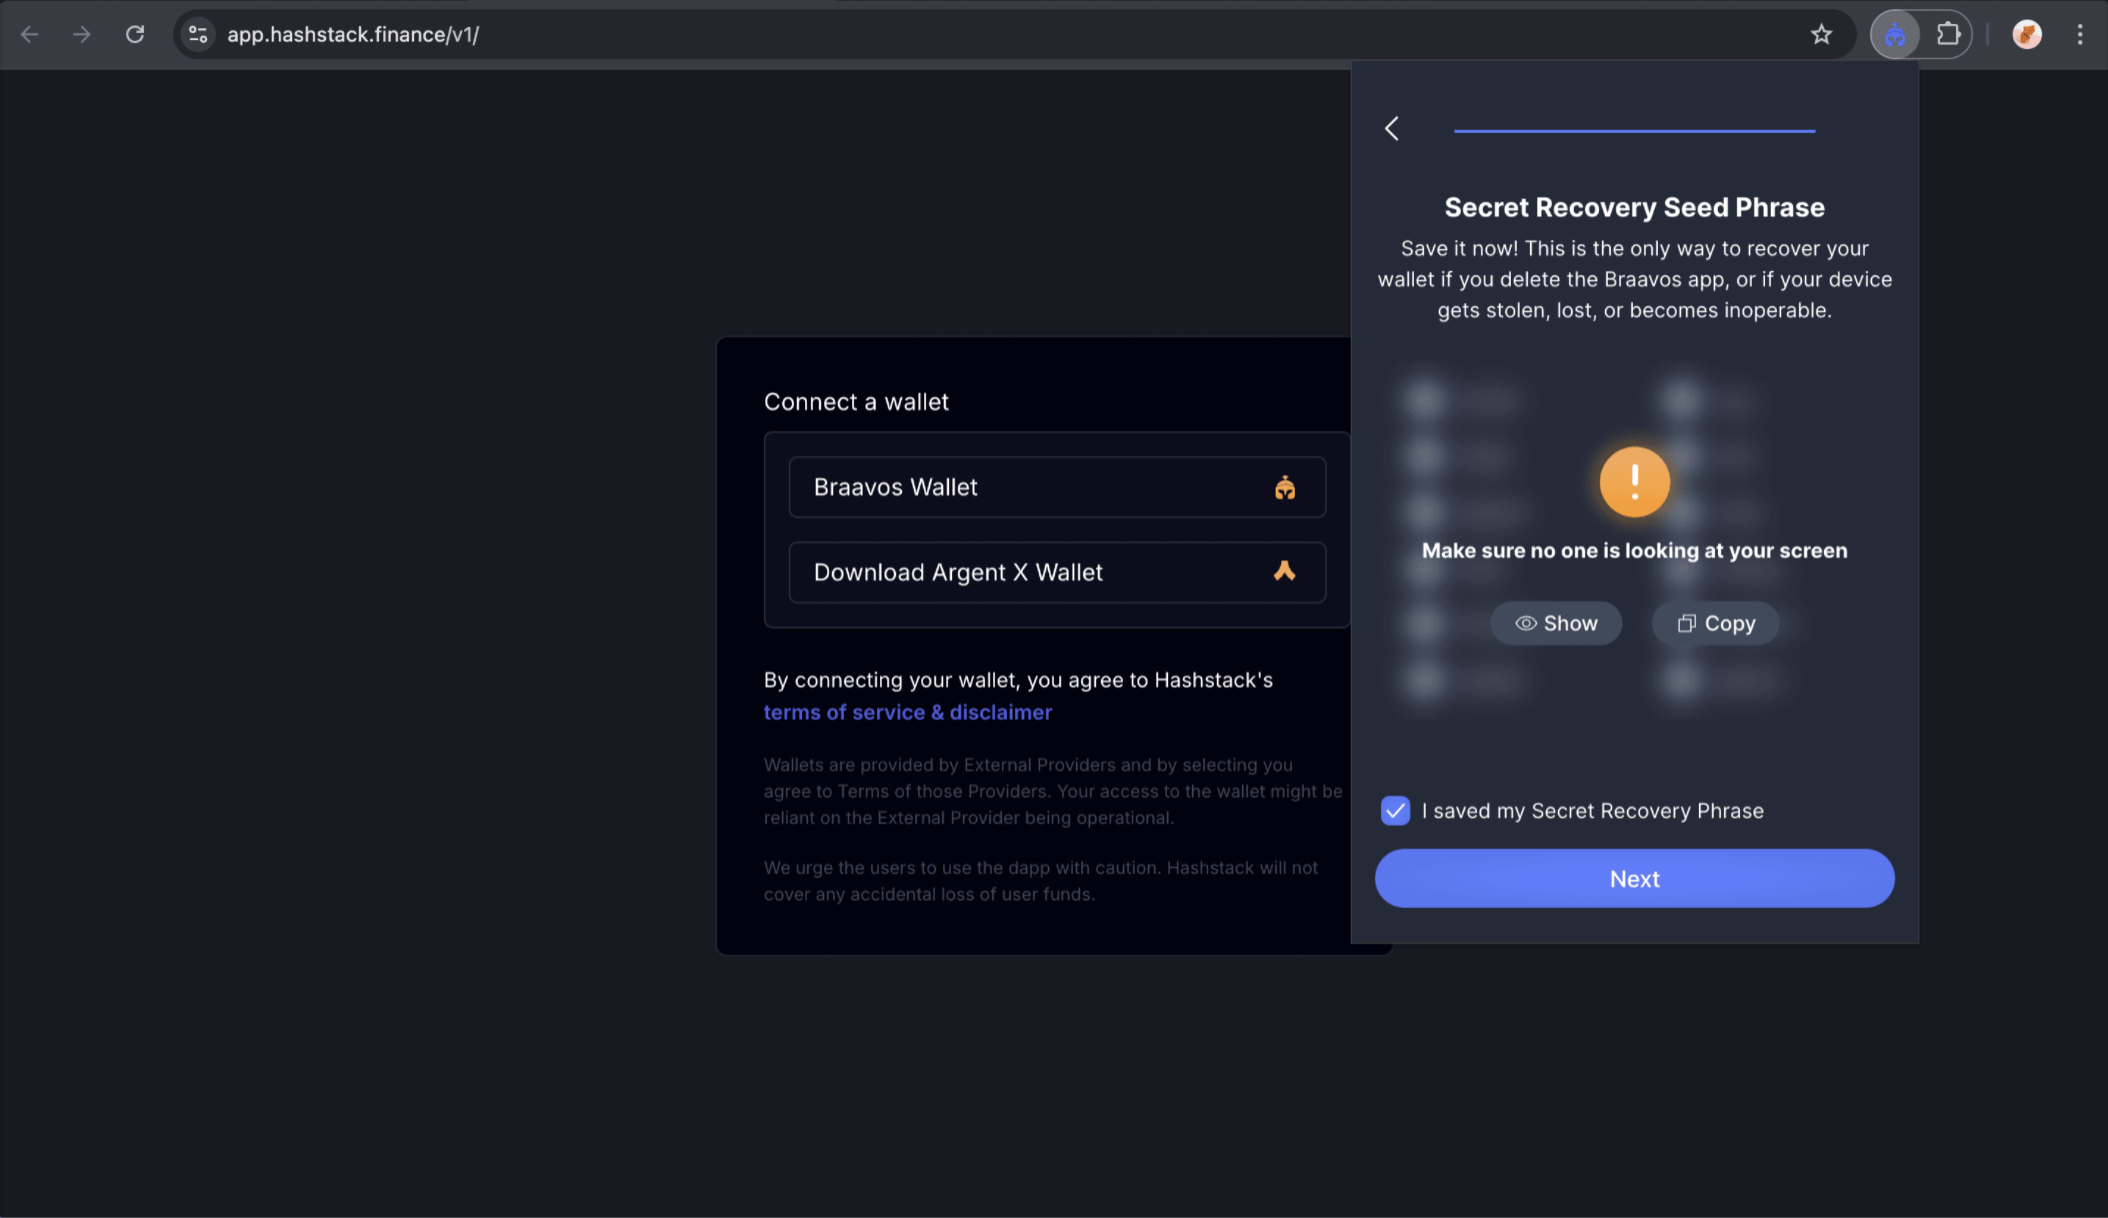 app.hashstack.finance/v1/
Connect a wallet
Braavos Wallet
Download Argent X Wallet
By connecting your wallet, you agree to Hashstack's
terms of service & disclaimer
Wallets are provided by External Providers and by selecting you
agree to Terms of those Providers. Your access to the wallet might be
reliant on the External Provider being operational.
We urge the users to use the dapp with caution. Hashstack will not
cover any accidental loss of user funds.
Secret Recovery Seed Phrase
Save it now! This is the only way to recover your
wallet if you delete the Braavos app, or if your device
gets stolen, lost, or becomes inoperable.
Make sure no one is looking at your screen
Show
Copy
I saved my Secret Recovery Phrase
Next